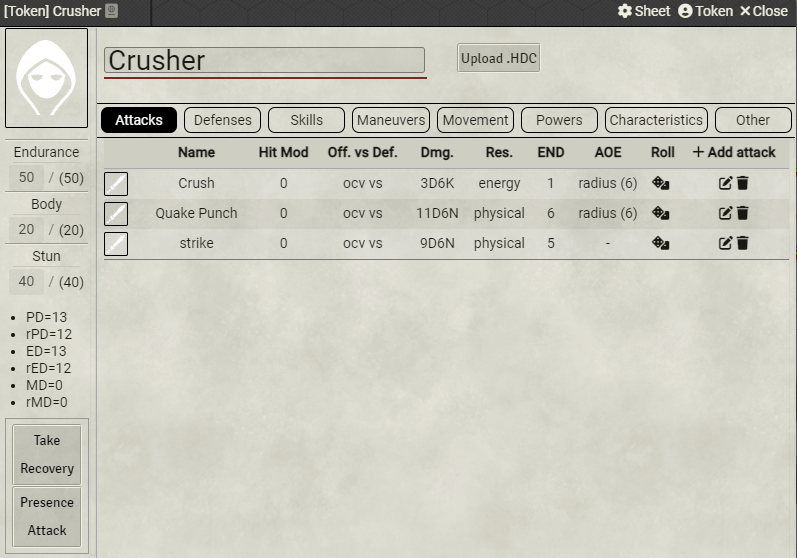 [Token] Crusher Sheet Token Close
Crusher Upload .HDC
Attacks Defenses Skills Maneuvers Movement Powers Characteristics Other
Endurance
50 / (50)
Body
20 / (20)
Stun
40 / (40)
PD=13
rPD=12
ED=13
rED=12
MD=0
rMD=0
Take
Recovery
Presence
Attack
Name Hit Mod Off. vs Def. Dmg. Res. END AOE Roll + Add attack
Crush 0 ocv vs 3D6K energy 1 radius (6)
Quake Punch 0 ocv vs 11D6N physical 6 radius (6)
strike 0 ocv vs 9D6N physical 5 -